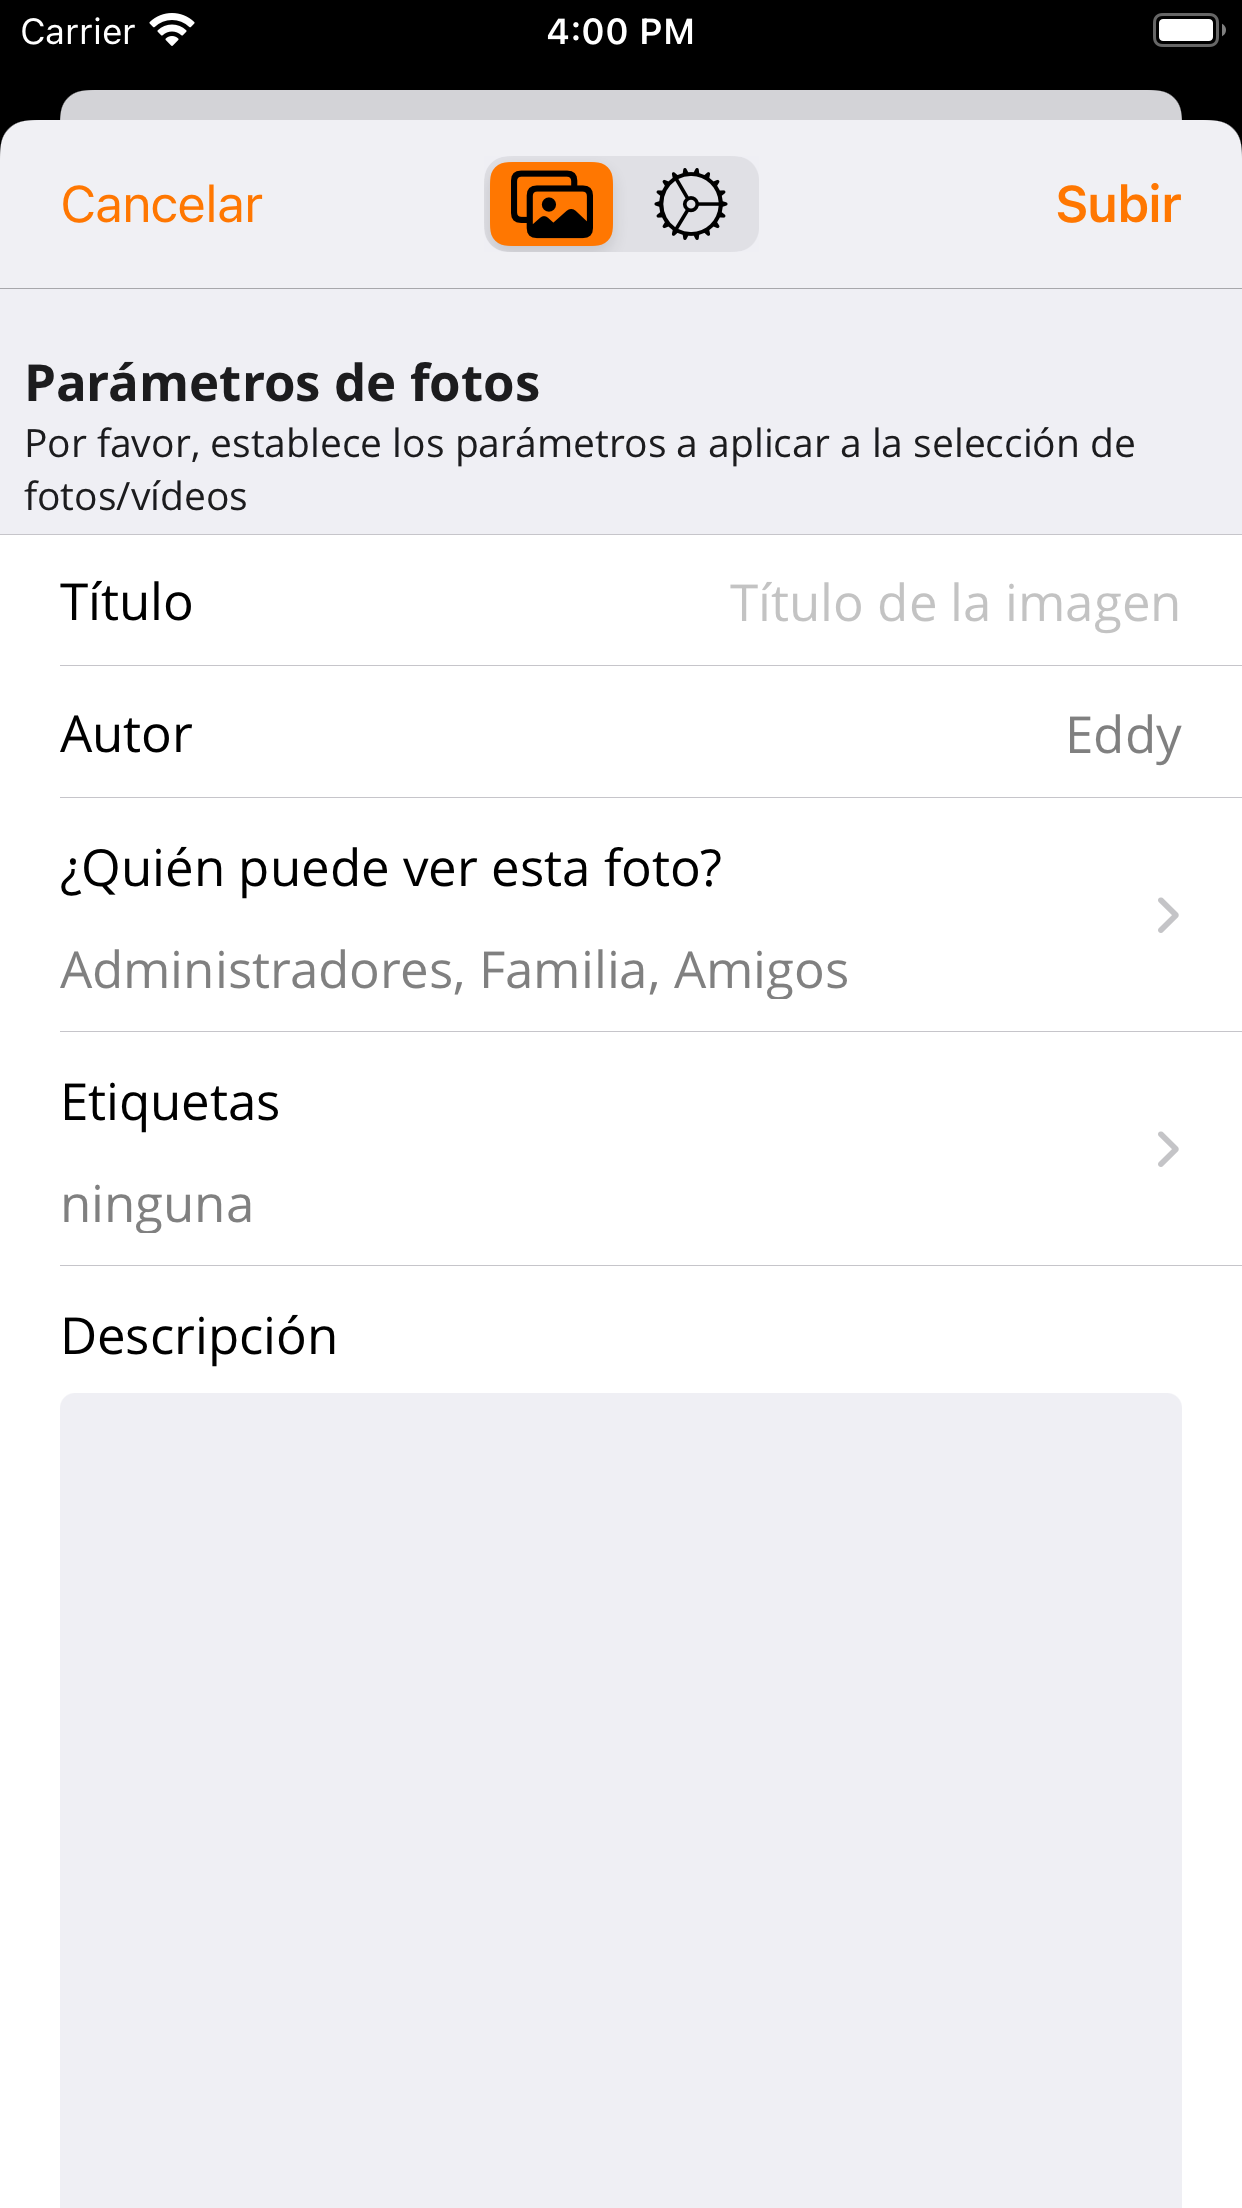 Carrier
4:00 PM
Cancelar
Subir
Parámetros de fotos
Por favor, establece los parámetros a aplicar a la selección de
fotos/vídeos
Título
Título de la imagen
Autor
Eddy
¿Quién puede ver esta foto?
Administradores, Familia, Amigos
Etiquetas
ninguna
Descripción